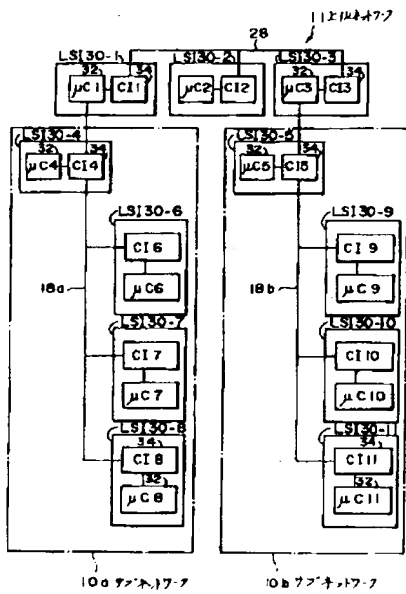 28
11上位ネットワーク
LSI30-1
LSI30-2
LSI30-3
32 34
32 34
μC1 CI1
μC2 CI2
μC3 CI3
LSI30-4
LSI30-5
32 34
32 34
μC4 CI4
μC5 CI5
LSI30-6
LSI30-9
CI6
CI9
18a
μC6
18b
μC9
LSI30-7
LSI30-10
CI7
CI10
μC7
μC10
LSI30-8
LSI30-11
34
34
CI8
CI11
32
32
μC8
μC11
10a サブネットワーク
10b サブネットワーク